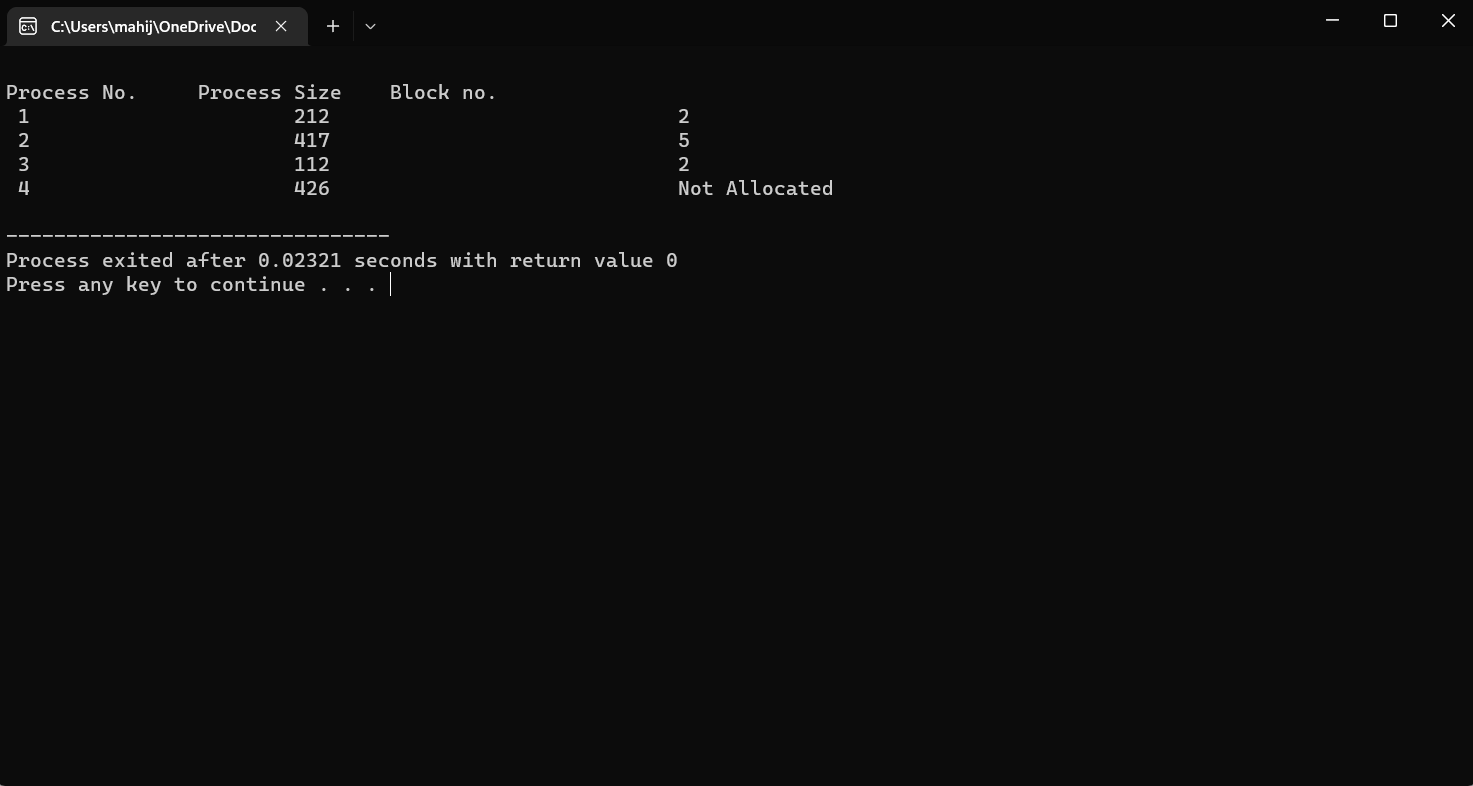 C:\Users\mahij\OneDrive\Doc
Process No. Process Size Block no.
1 212 2
2 417 5
3 112 2
4 426 Not Allocated
--------------------------------
Process exited after 0.02321 seconds with return value 0
Press any key to continue . . .